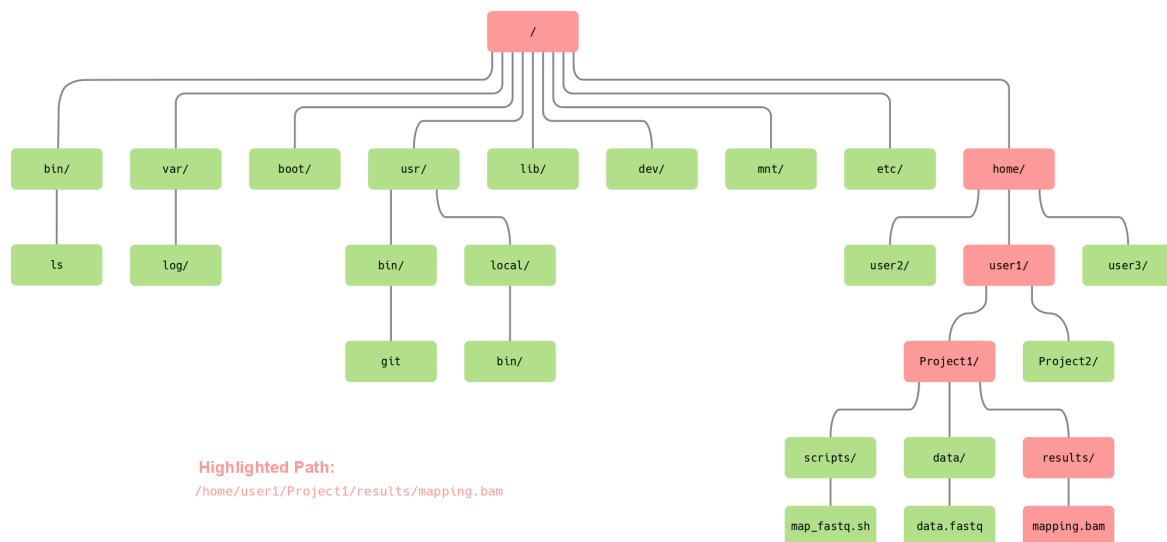 /
bin/ var/ boot/ usr/ lib/ dev/ mnt/ etc/ home/
ls log/ bin/ local/ user2/ user1/ user3/
git bin/ Project1/ Project2/
scripts/ data/ results/
Highlighted Path:
/home/user1/Project1/results/mapping.bam
map_fastq.sh data.fastq mapping.bam